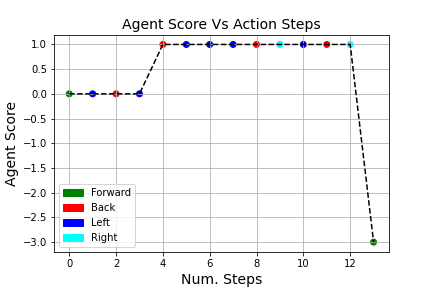 Agent Score Vs Action Steps
1.0
0.5
0.0
−0.5
−1.0
−1.5
−2.0
−2.5
−3.0
Agent Score
Forward
Back
Left
Right
0 2 4 6 8 10 12
Num. Steps